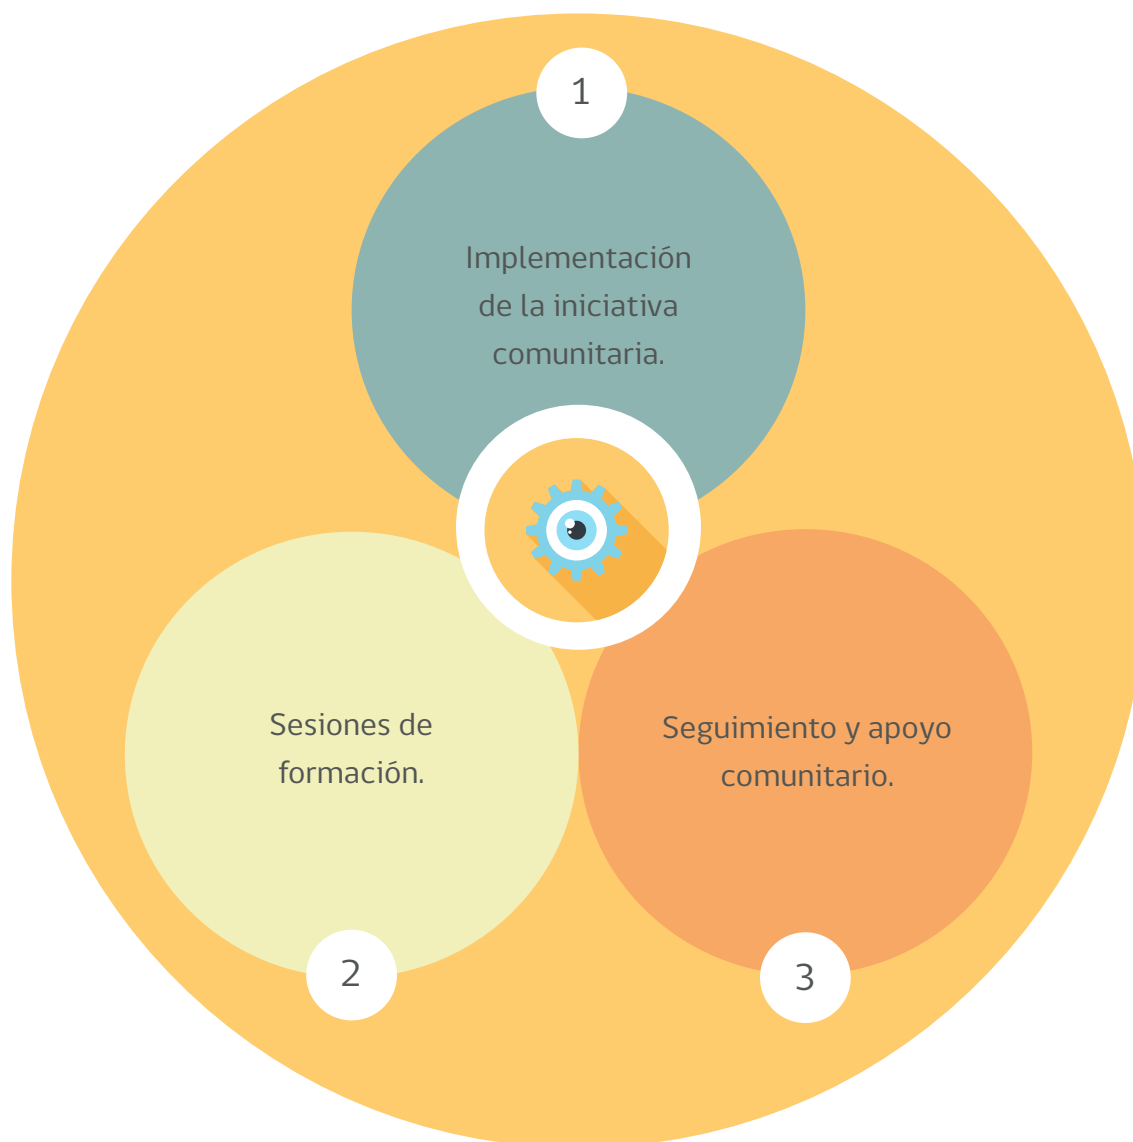 1
Implementación
de la iniciativa
comunitaria.
Sesiones de
formación.
2
Seguimiento y apoyo
comunitario.
3